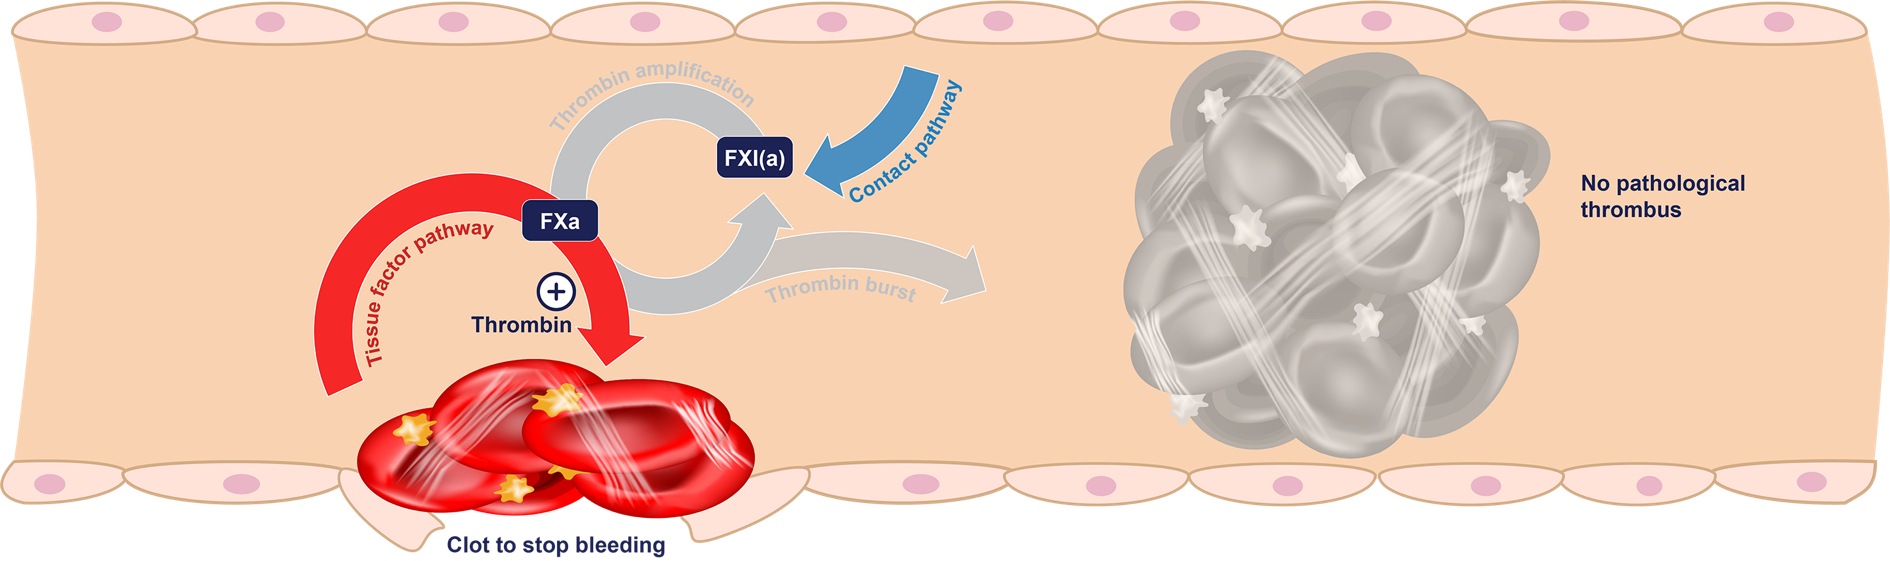 Thrombin amplification
FXI(a)
Contact pathway
FXa
Tissue factor pathway
+
Thrombin
Thrombin burst
No pathological
thrombus
Clot to stop bleeding